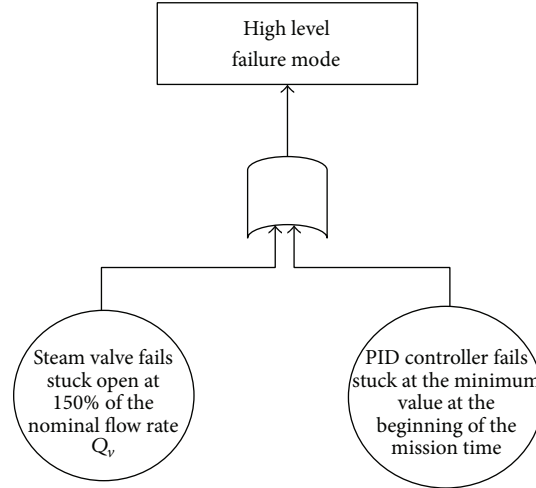 High level
failure mode
Steam valve fails
stuck open at
150% of the
nominal flow rate
Qv
PID controller fails
stuck at the minimum
value at the
beginning of the
mission time